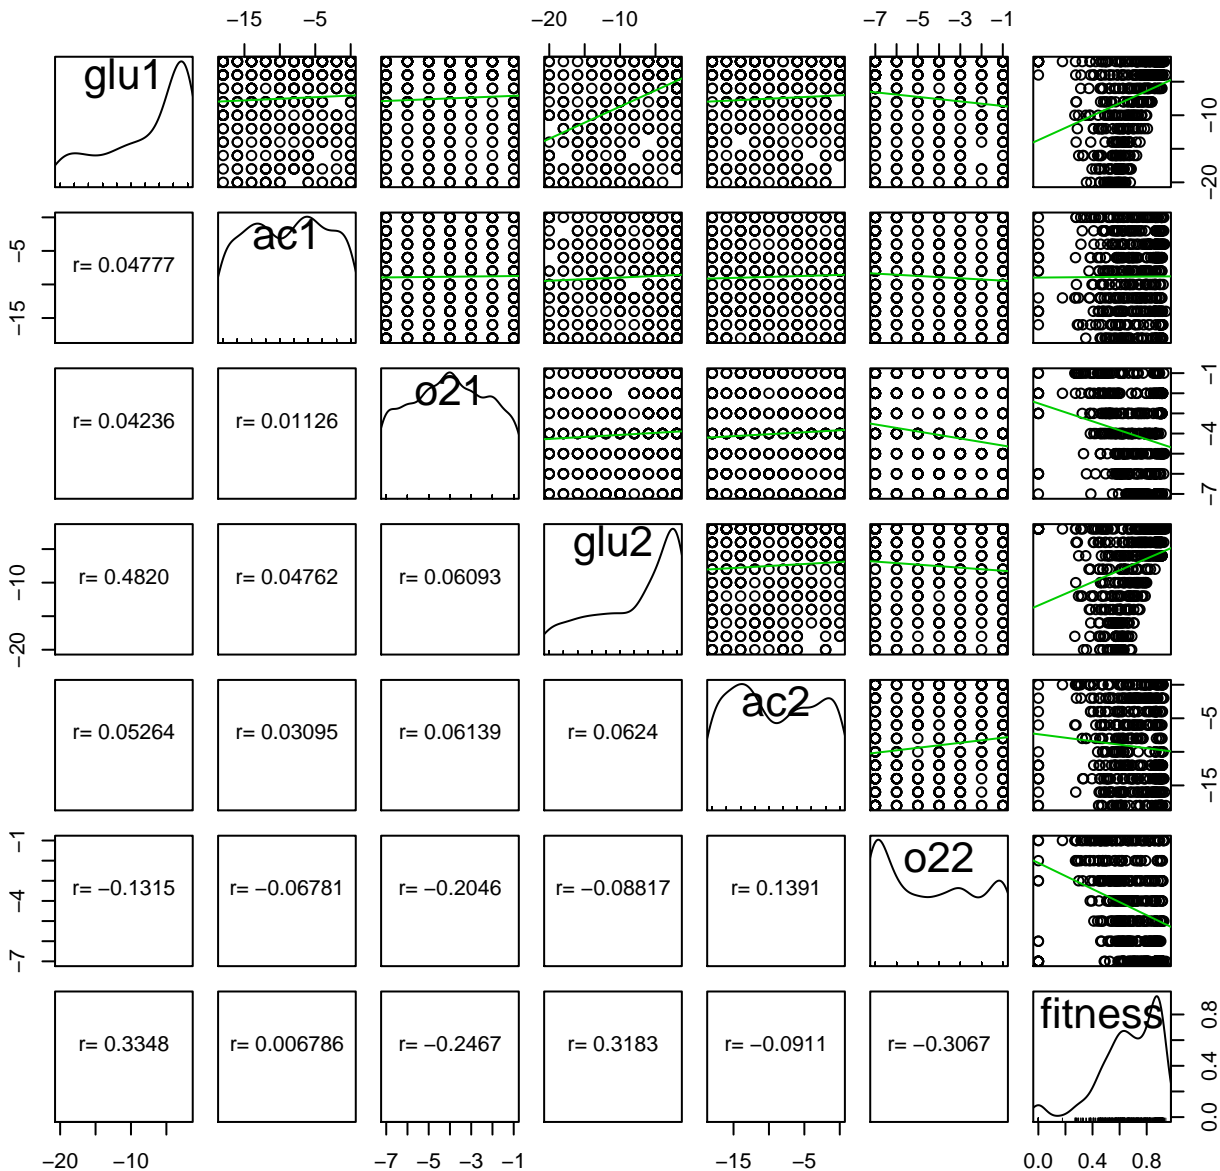 −15 −5 −20 −10 −7 −5 −3 −1
glu1
−20 −10
−15 −5
r= 0.04777
ac1
r= 0.04236 r= 0.01126
o21
−7 −4 −1
−20 −10
r= 0.4820 r= 0.04762 r= 0.06093
glu2
r= 0.05264 r= 0.03095 r= 0.06139 r= 0.0624
ac2
−15 −5
−7 −4 −1
r= −0.1315 r= −0.06781 r= −0.2046 r= −0.08817 r= 0.1391
o22
r= 0.3348 r= 0.006786 r= −0.2467 r= 0.3183 r= −0.0911 r= −0.3067
fitness
0.0 0.4 0.8
−20 −10 −7 −5 −3 −1 −15 −5 0.0 0.4 0.8